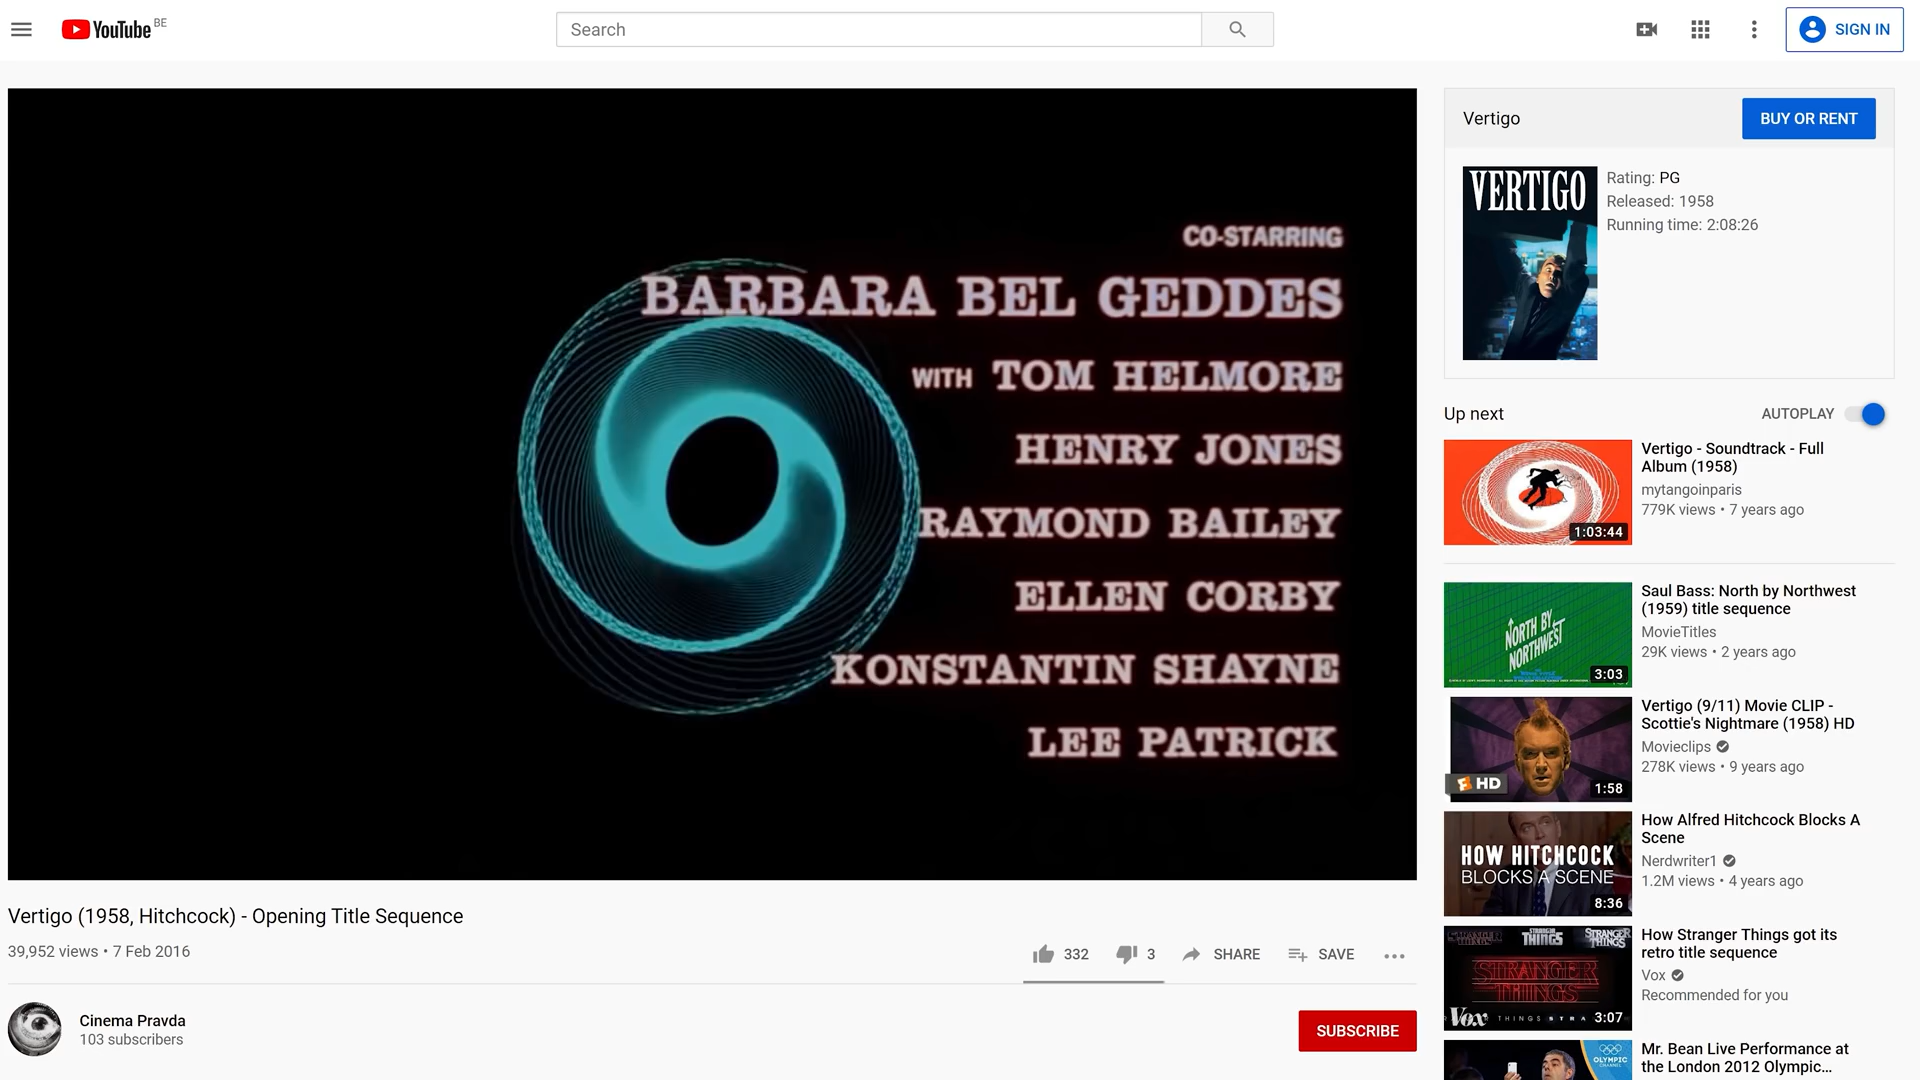 YouTube BE
Search
SIGN IN
CO-STARRING
BARBARA BEL GEDDES
WITH TOM HELMORE
HENRY JONES
RAYMOND BAILEY
ELLEN CORBY
KONSTANTIN SHAYNE
LEE PATRICK
Vertigo (1958, Hitchcock) - Opening Title Sequence
39,952 views • 7 Feb 2016
332
3
SHARE
SAVE
Cinema Pravda
103 subscribers
SUBSCRIBE
Vertigo
BUY OR RENT
VERTIGO
Rating: PG
Released: 1958
Running time: 2:08:26
Up next
AUTOPLAY
1:03:44
Vertigo - Soundtrack - Full
Album (1958)
mytangoinparis
779K views • 7 years ago
NORTH BY
NORTHWEST
3:03
Saul Bass: North by Northwest
(1959) title sequence
MovieTitles
29K views • 2 years ago
HD
1:58
Vertigo (9/11) Movie CLIP -
Scottie's Nightmare (1958) HD
Movieclips
278K views • 9 years ago
HOW HITCHCOCK
BLOCKS A SCENE
8:36
How Alfred Hitchcock Blocks A
Scene
Nerdwriter1
1.2M views • 4 years ago
STRANGER
THINGS
STRANGER
THINGS
STRANGER
THINGS
Vox
THINGS STRA
3:07
How Stranger Things got its
retro title sequence
Vox
Recommended for you
OLYMPIC
CHANNEL
Mr. Bean Live Performance at
the London 2012 Olympic...